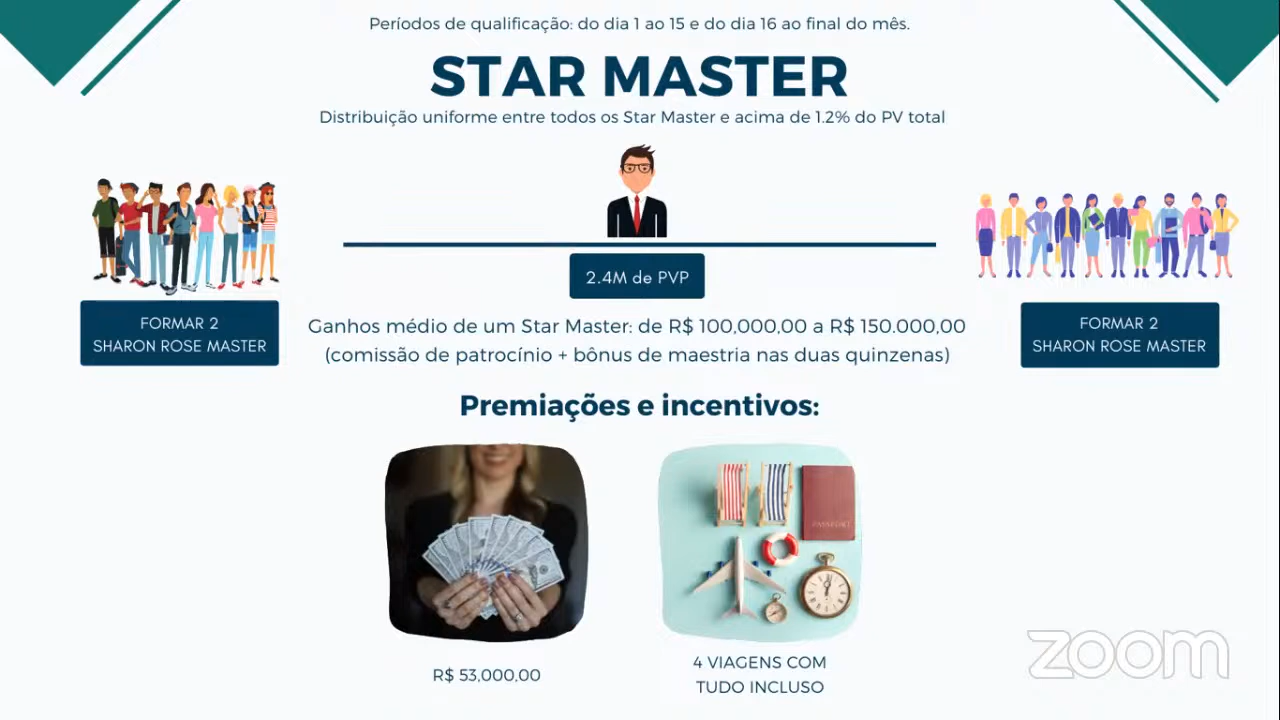 Períodos de qualificação: do dia 1 ao 15 e do dia 16 ao final do mês.
STAR MASTER
Distribuição uniforme entre todos os Star Master e acima de 1.2% do PV total
2.4M de PVP
FORMAR 2
SHARON ROSE MASTER
Ganhos médio de um Star Master: de R$ 100,000,00 a R$ 150.000,00
(comissão de patrocínio + bônus de maestria nas duas quinzenas)
FORMAR 2
SHARON ROSE MASTER
Premiações e incentivos:
PASSPORT
R$ 53,000,00
4 VIAGENS COM
TUDO INCLUSO
zoom